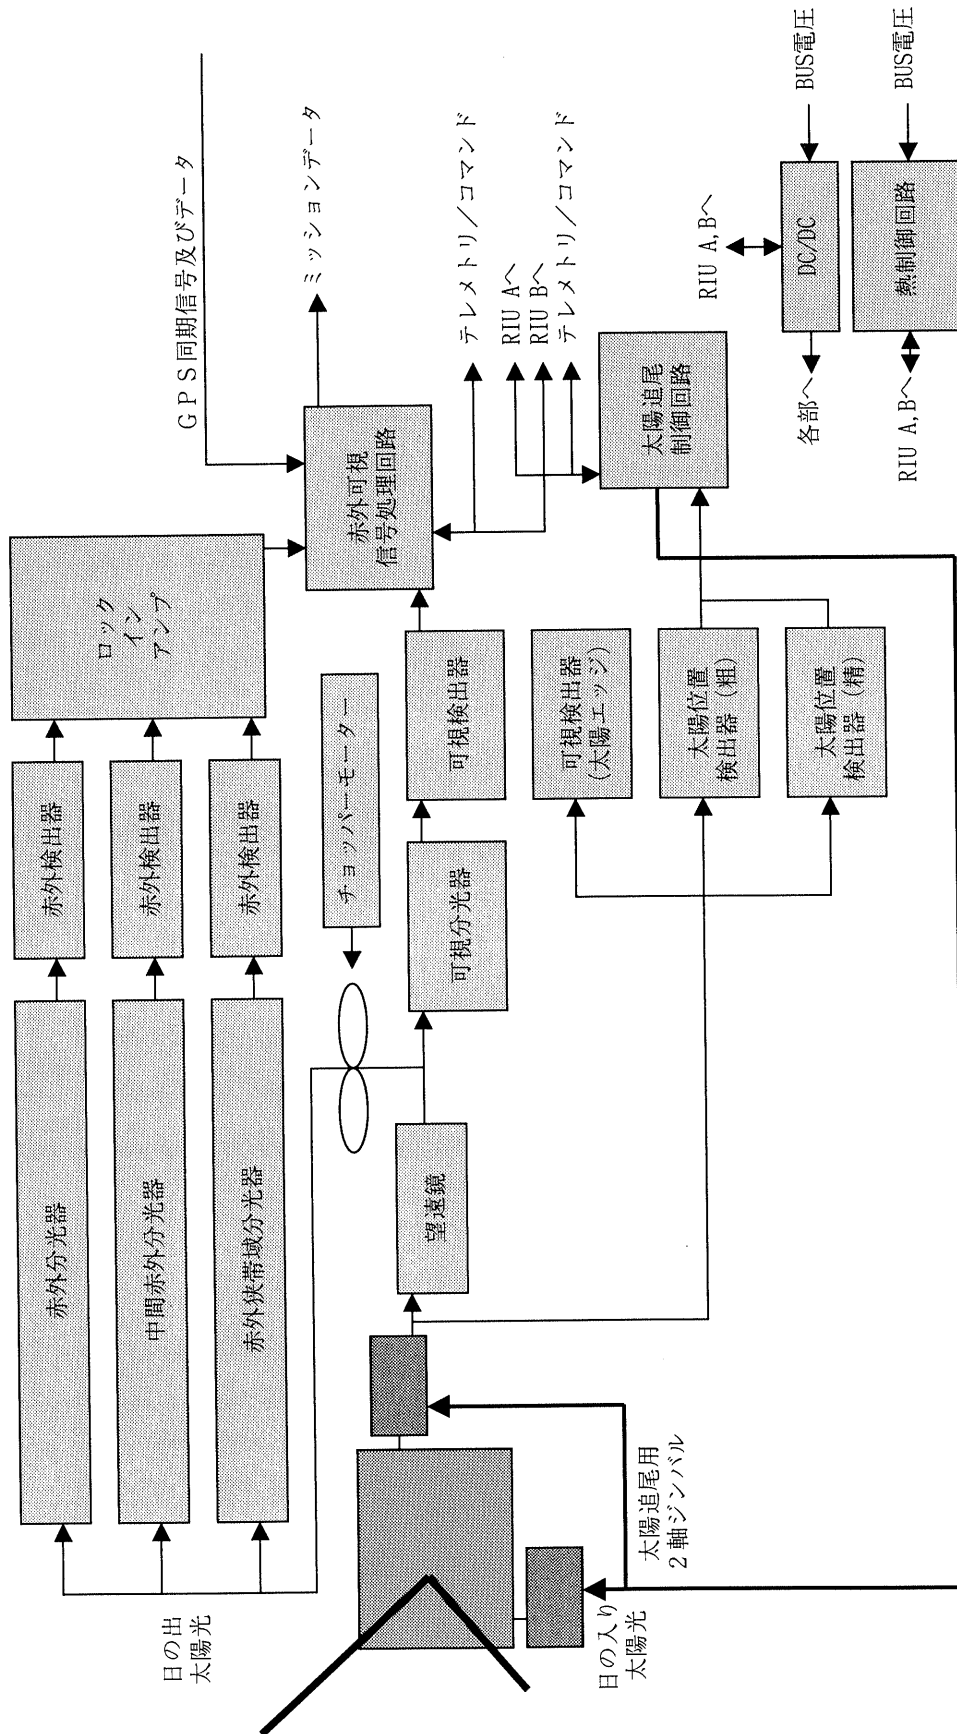 日の出
太陽光
赤外分光器
中間赤外分光器
赤外狭帯域分光器
赤外検出器
赤外検出器
赤外検出器
ロック
イン
アンプ
GPS同期信号及びデータ
チョッパーモーター
赤外可視
信号処理回路
ミッションデータ
望遠鏡
可視分光器
可視検出器
テレメトリ/コマンド
RIU Aへ
RIU Bへ
テレメトリ/コマンド
日の入り
太陽光
太陽追尾用
2軸ジンバル
可視検出器
(太陽エッジ)
太陽位置
検出器(粗)
太陽位置
検出器(精)
太陽追尾
制御回路
RIU A,Bへ
各部へ
DC/DC
BUS電圧
RIU A,Bへ
熱制御回路
BUS電圧